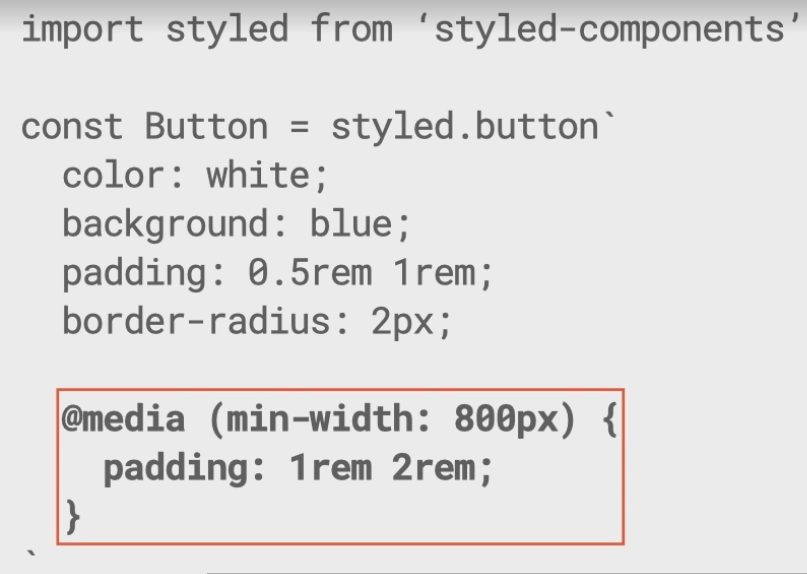 import styled from ‘styled-components’
const Button = styled.button`
color: white;
background: blue;
padding: 0.5rem 1rem;
border-radius: 2px;
@media (min-width: 800px) {
padding: 1rem 2rem;
}
`